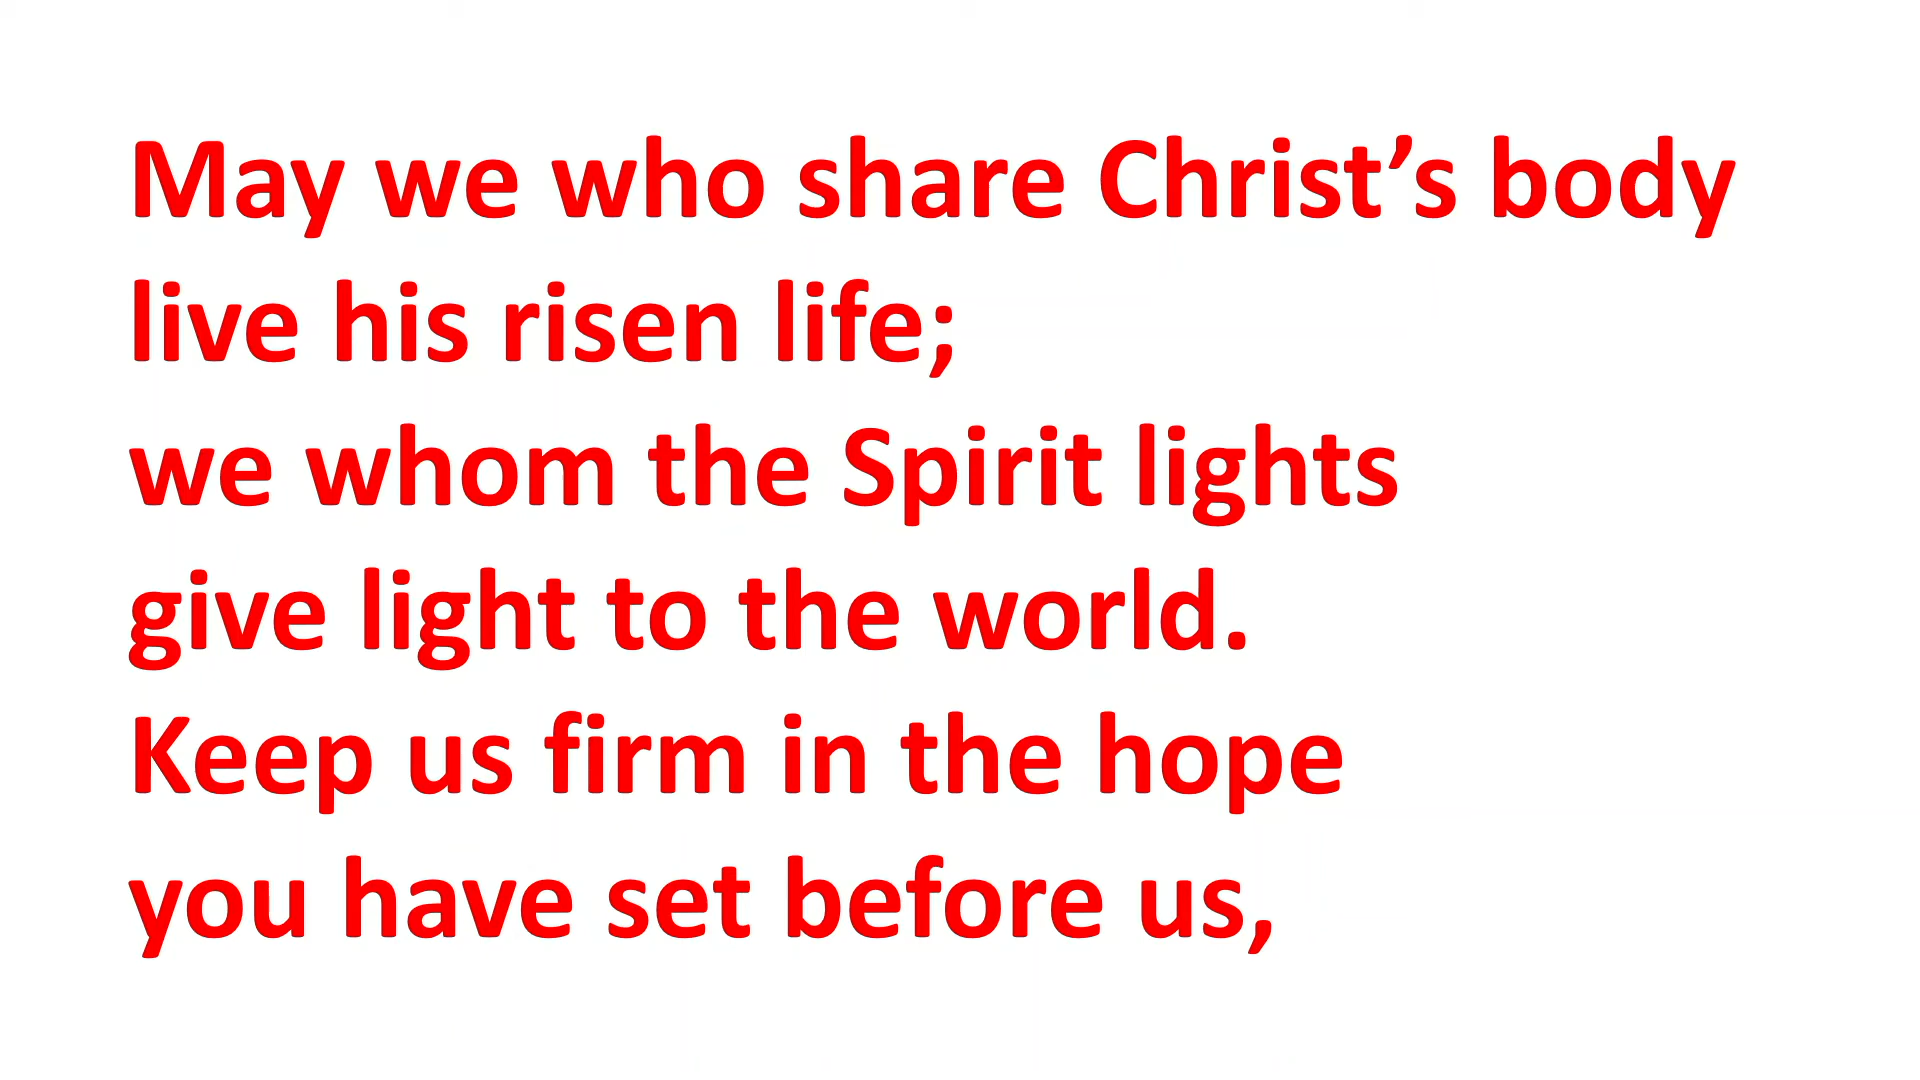 May we who share Christ’s body
live his risen life;
we whom the Spirit lights
give light to the world.
Keep us firm in the hope
you have set before us,